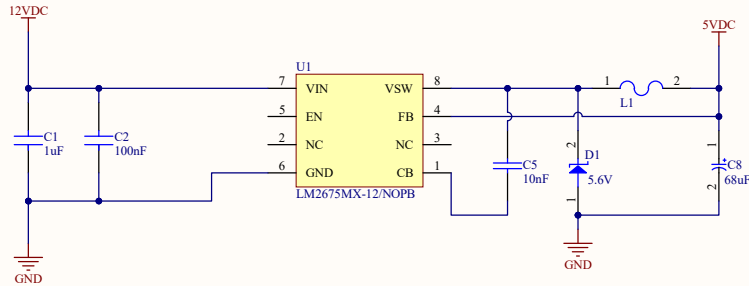 12VDC
5VDC
U1
7 VIN VSW 8
5 EN FB 4
2 NC NC 3
6 GND CB 1
LM2675MX-12/NOPB
C1
1uF
C2
100nF
C5
10nF
2 D1
5.6V
1
1 2
L1
1
C8
68uF
2
GND
GND